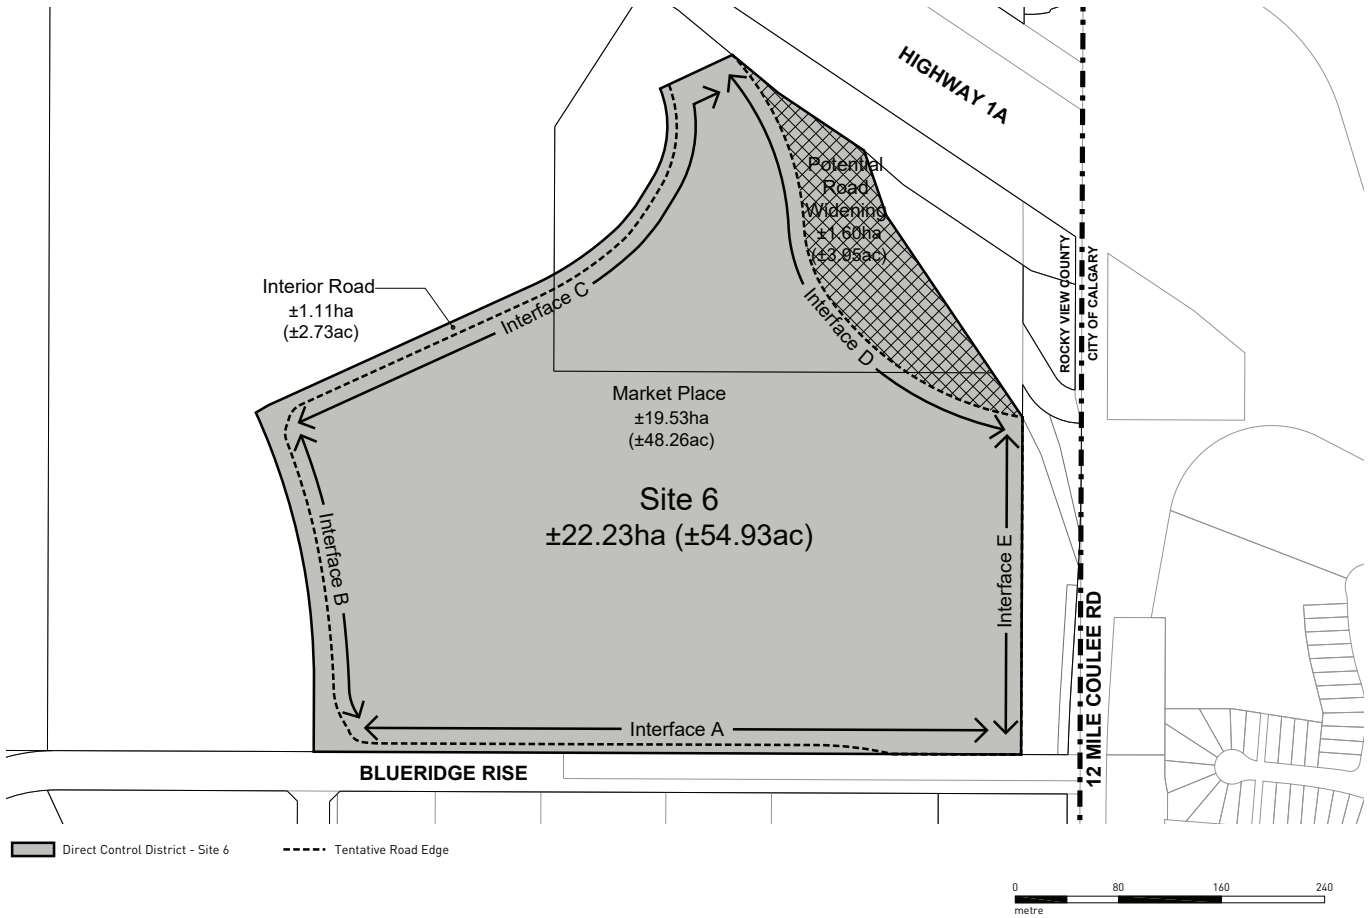 HIGHWAY 1A
Potential
Road
Widening
±1.60ha
(±3.95ac)
ROCKY VIEW COUNTY
CITY OF CALGARY
Interior Road
±1.11ha
(±2.73ac)
Interface C
Interface D
Market Place
±19.53ha
(±48.26ac)
Site 6
±22.23ha (±54.93ac)
Interface B
Interface E
Interface A
12 MILE COULEE RD
BLUERIDGE RISE
Direct Control District - Site 6
Tentative Road Edge
0 80 160 240
metre